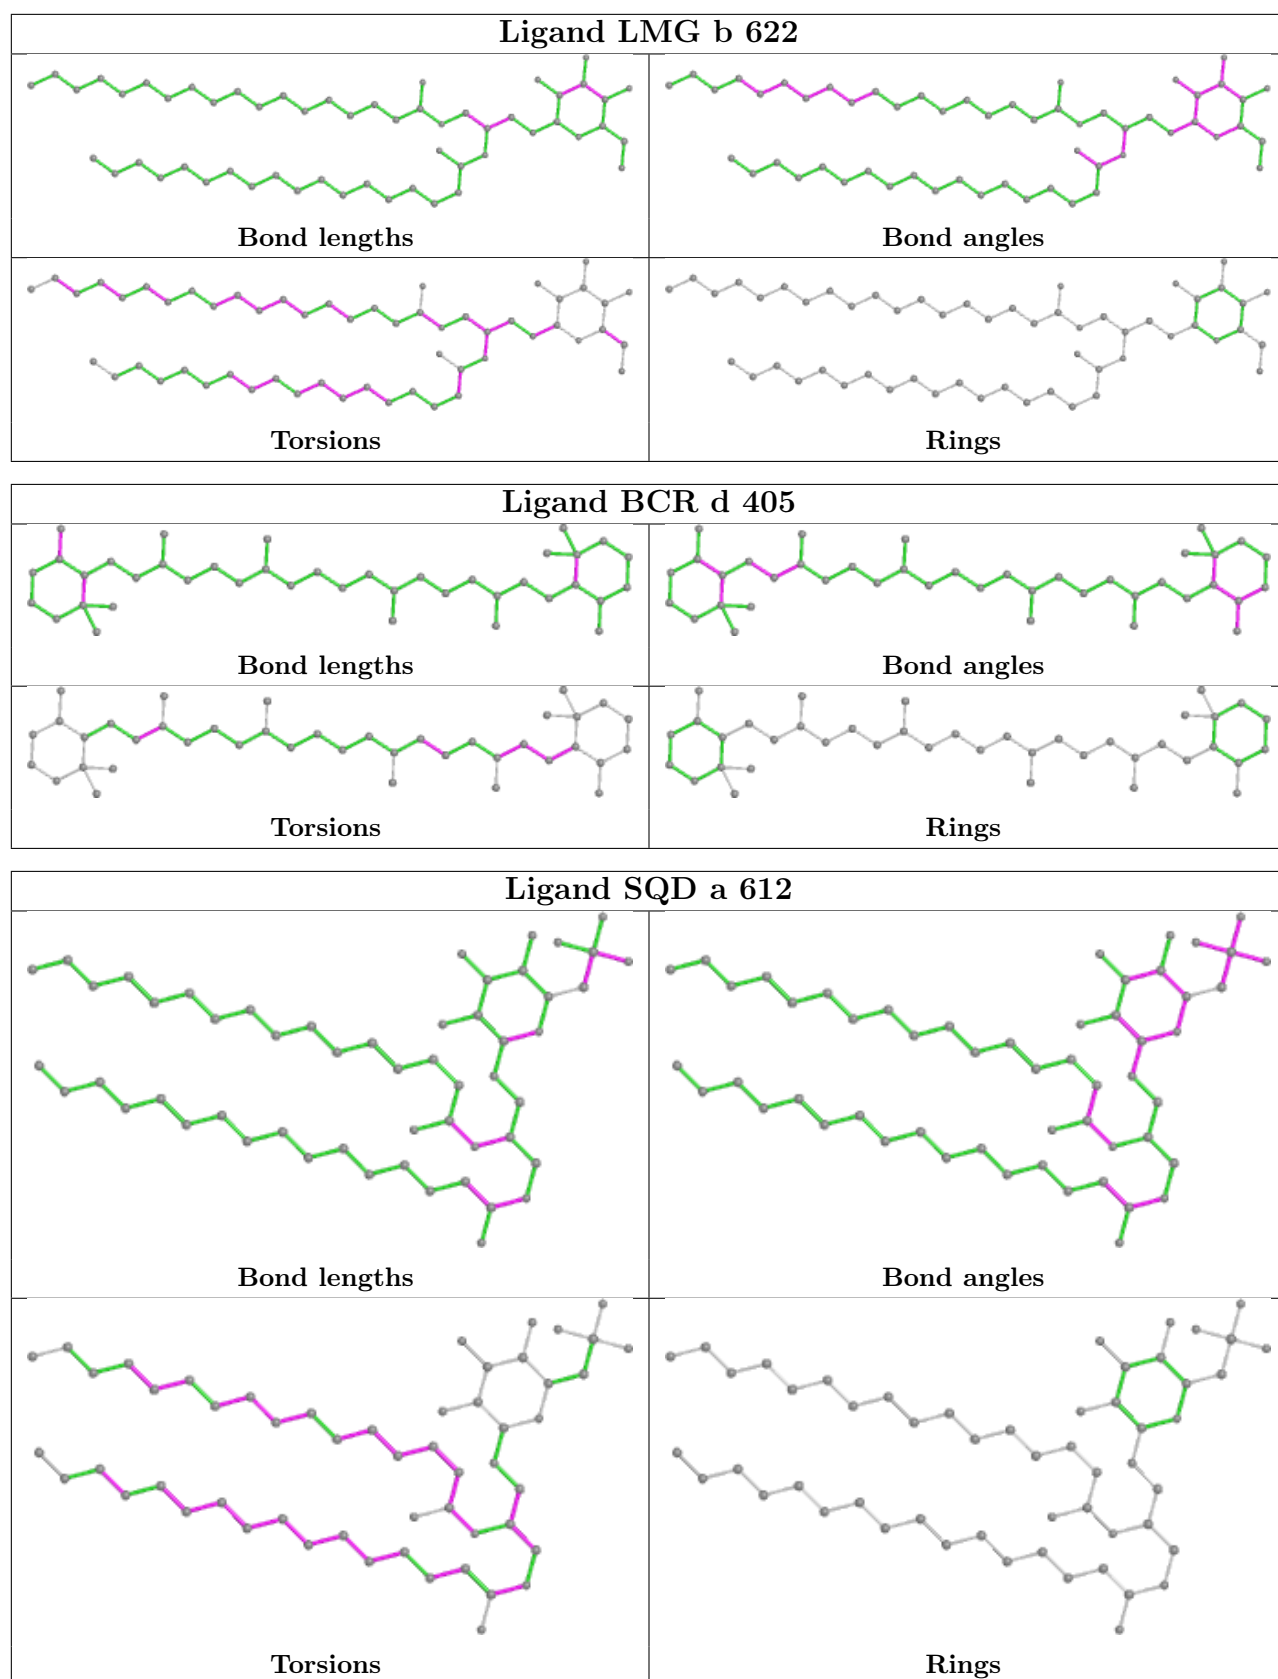 Ligand LMG b 622
Bond lengths
Bond angles
Torsions
Rings
Ligand BCR d 405
Bond lengths
Bond angles
Torsions
Rings
Ligand SQD a 612
Bond lengths
Bond angles
Torsions
Rings